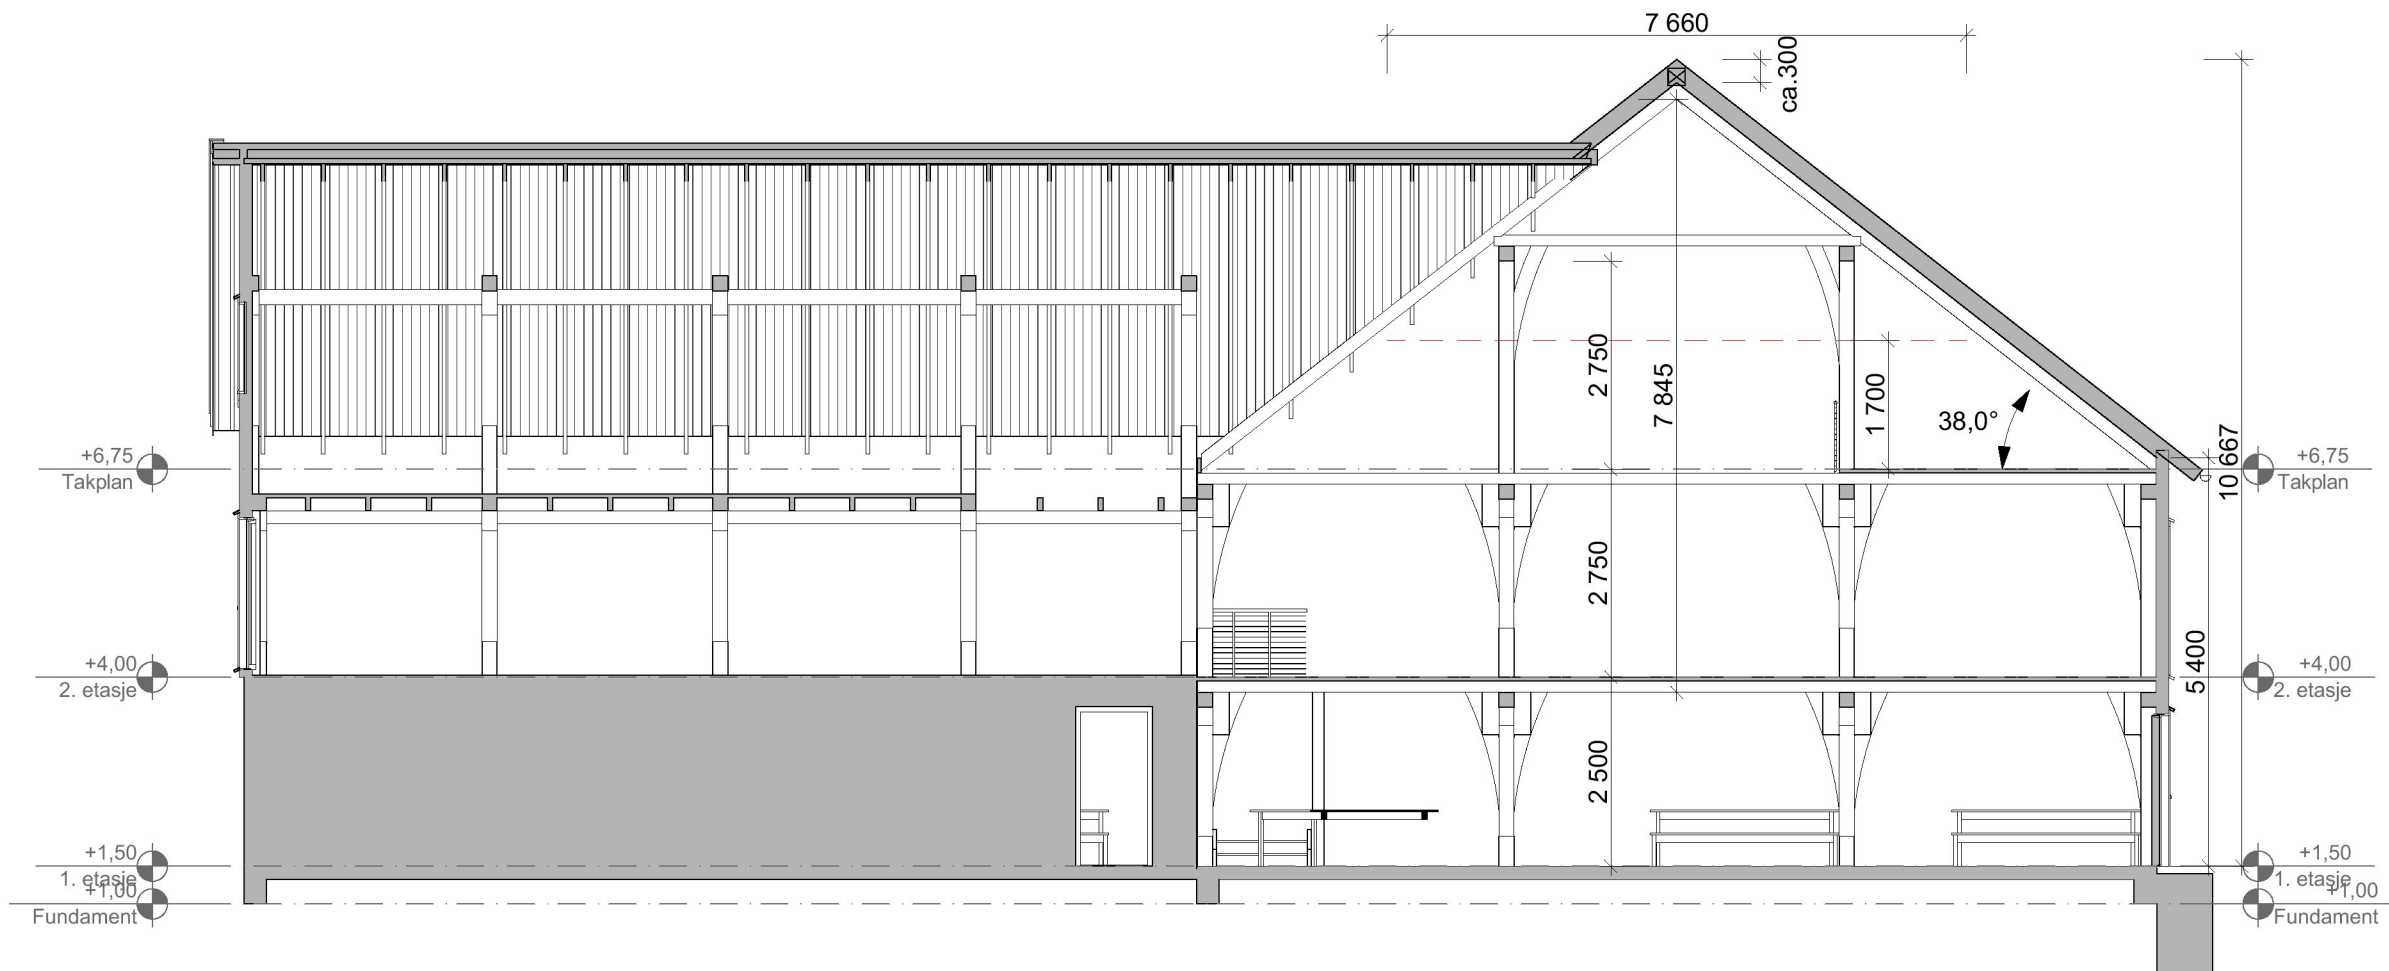 7 660
ca.300
2 750
7 845
1 700
38,0°
10 667
+6,75
Takplan
+6,75
Takplan
2 750
5 400
+4,00
2. etasje
+4,00
2. etasje
2 500
+1,50
1. etasje
+1,50
1. etasje
+1,00
Fundament
+1,00
Fundament